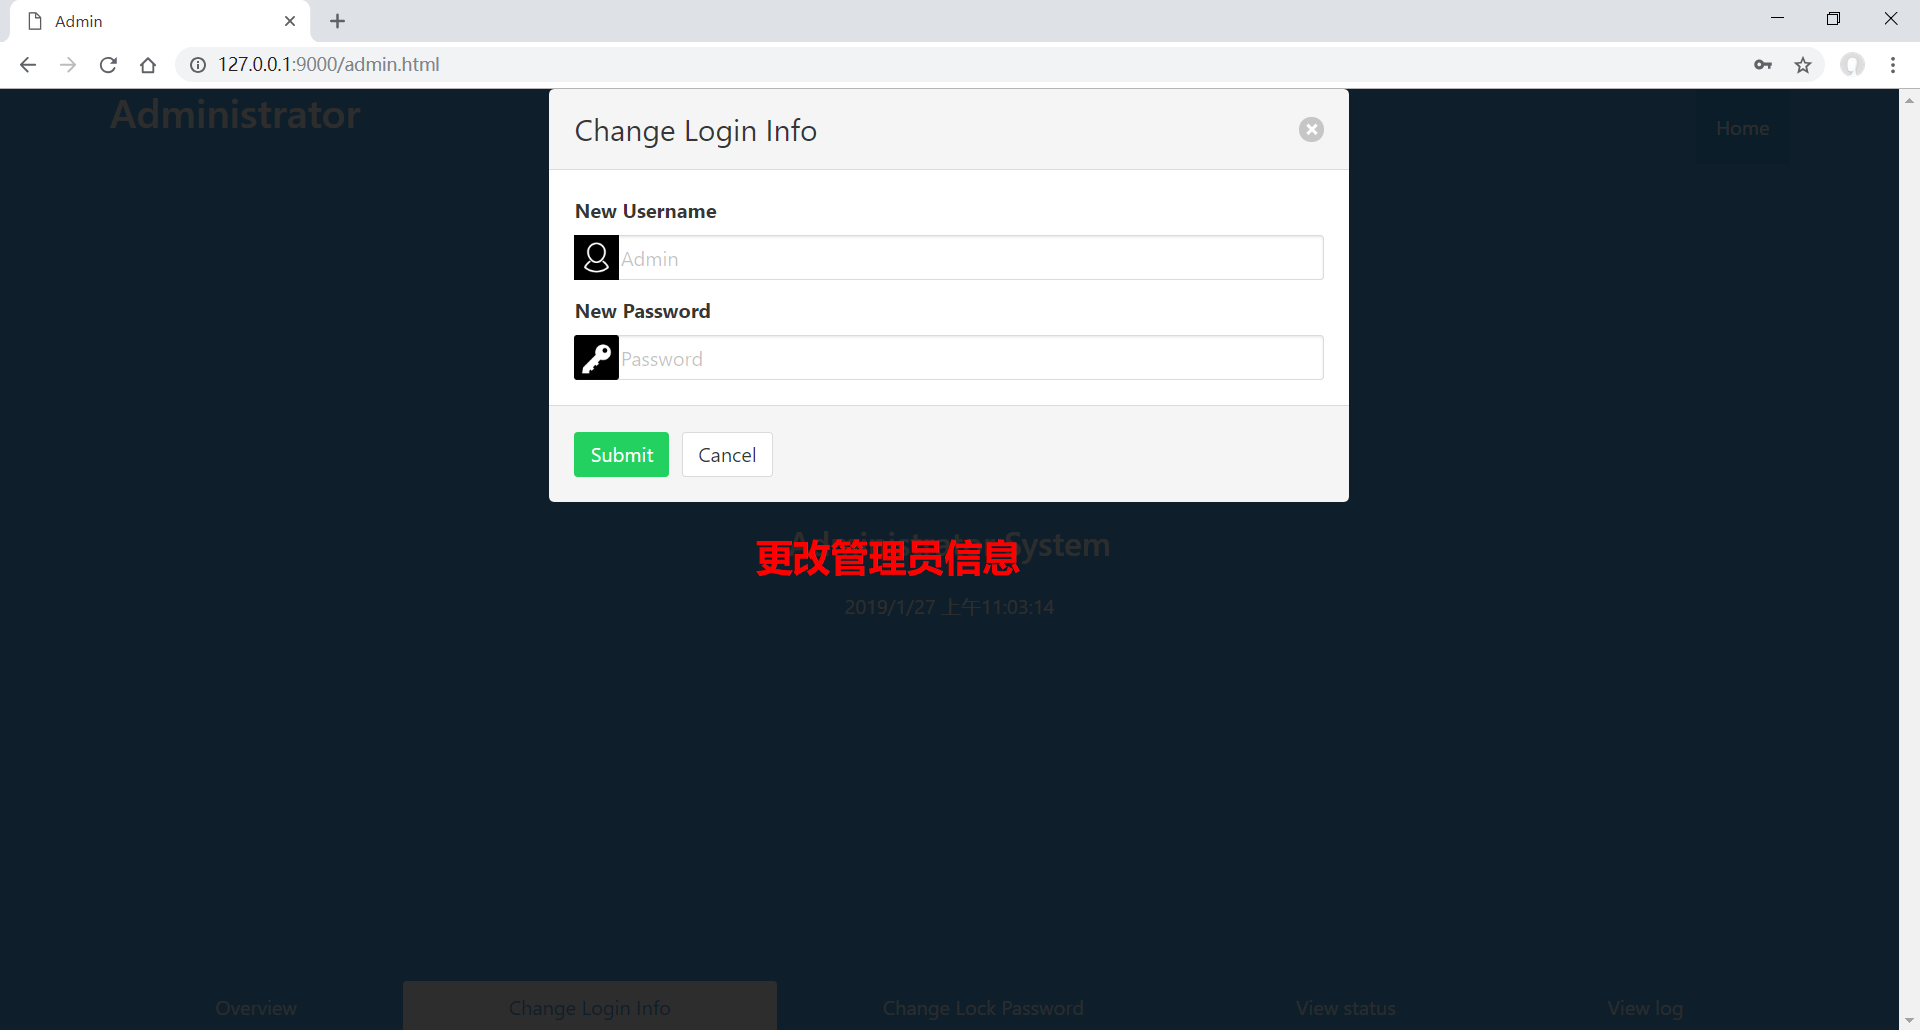 Admin
127.0.0.1:9000/admin.html
Administrator
Home
Change Login Info
New Username
Admin
New Password
Password
Submit
Cancel
Administrator System
更改管理员信息
2019/1/27 上午11:03:14
Overview
Change Login Info
Change Lock Password
View status
View log